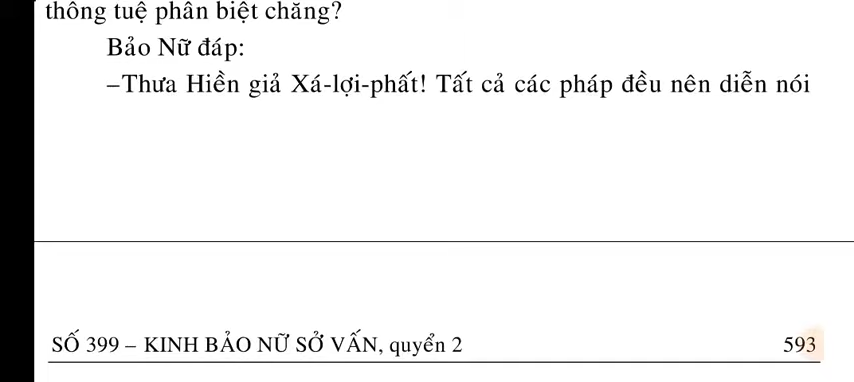 thông tuệ phân biệt chăng?
Bảo Nữ đáp:
–Thưa Hiền giả Xá-lợi-phất! Tất cả các pháp đều nên diễn nói
SỐ 399 – KINH BẢO NỮ SỞ VẤN, quyển 2 593